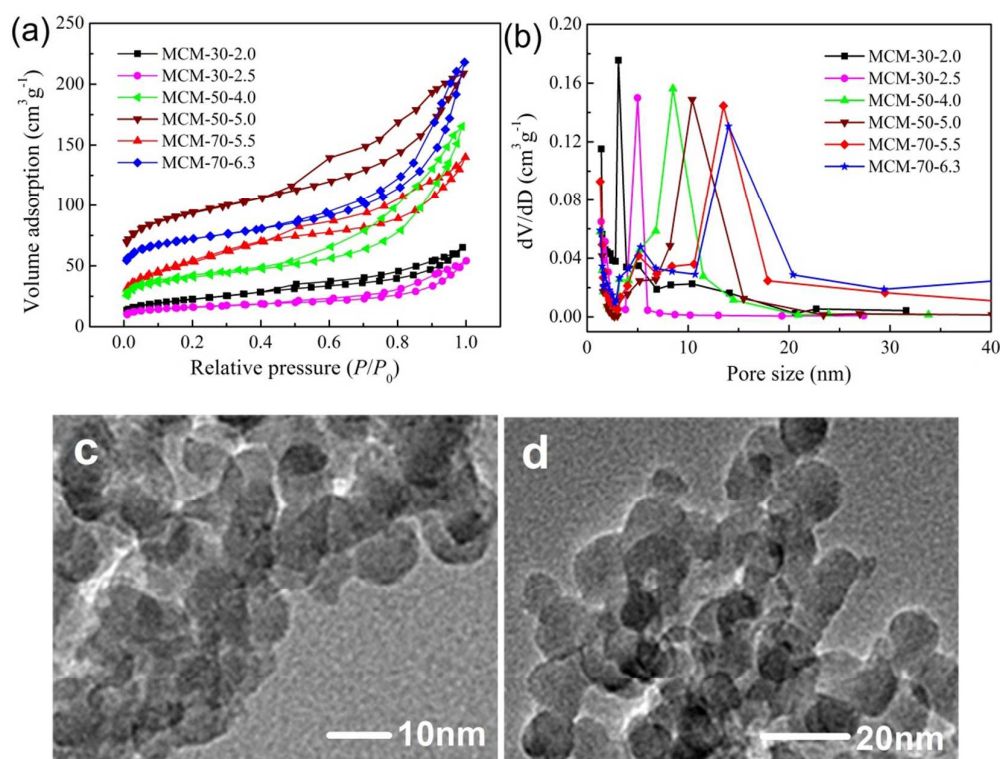 (a)
250
200
150
100
50
0
0.0 0.2 0.4 0.6 0.8 1.0
Volume adsorption (cm³ g⁻¹)
Relative pressure (P/P₀)
MCM-30-2.0
MCM-30-2.5
MCM-50-4.0
MCM-50-5.0
MCM-70-5.5
MCM-70-6.3
(b)
0.20
0.16
0.12
0.08
0.04
0.00
0 10 20 30 40
dV/dD (cm³ g⁻¹)
Pore size (nm)
MCM-30-2.0
MCM-30-2.5
MCM-50-4.0
MCM-50-5.0
MCM-70-5.5
MCM-70-6.3
c
10nm
d
20nm